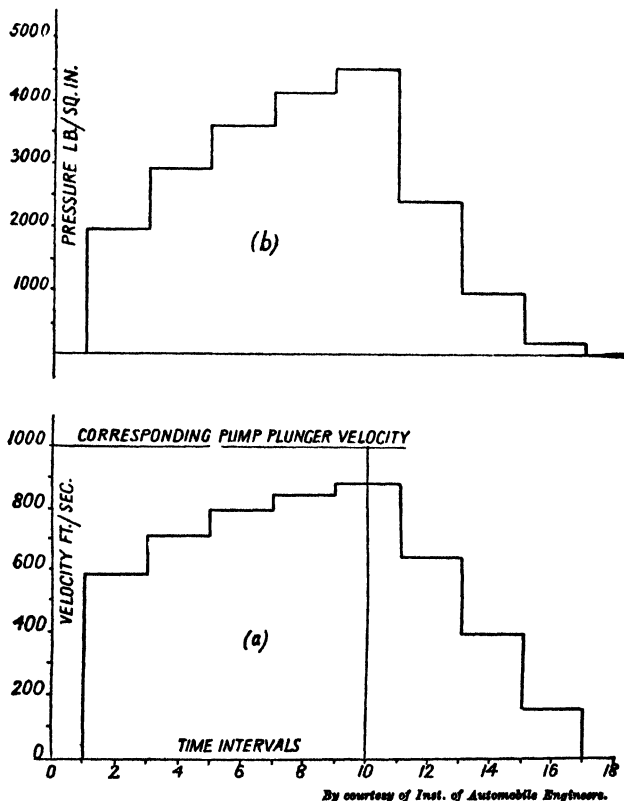 5000
4000
3000
2000
1000
PRESSURE LB./SQ. IN.
(b)
1000
800
600
400
200
0
VELOCITY FT./SEC.
CORRESPONDING PUMP PLUNGER VELOCITY
(a)
TIME INTERVALS
0 2 4 6 8 10 12 14 16 18
By courtesy of Inst. of Automobile Engineers.